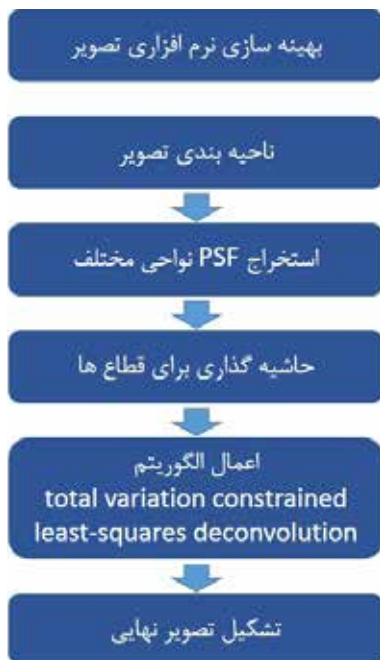 بهینه سازی نرم افزاری تصویر
ناحیه بندی تصویر
استخراج PSF نواحی مختلف
حاشیه گذاری برای قطاع ها
اعمال الگوریتم
total variation constrained
least-squares deconvolution
تشکیل تصویر نهایی